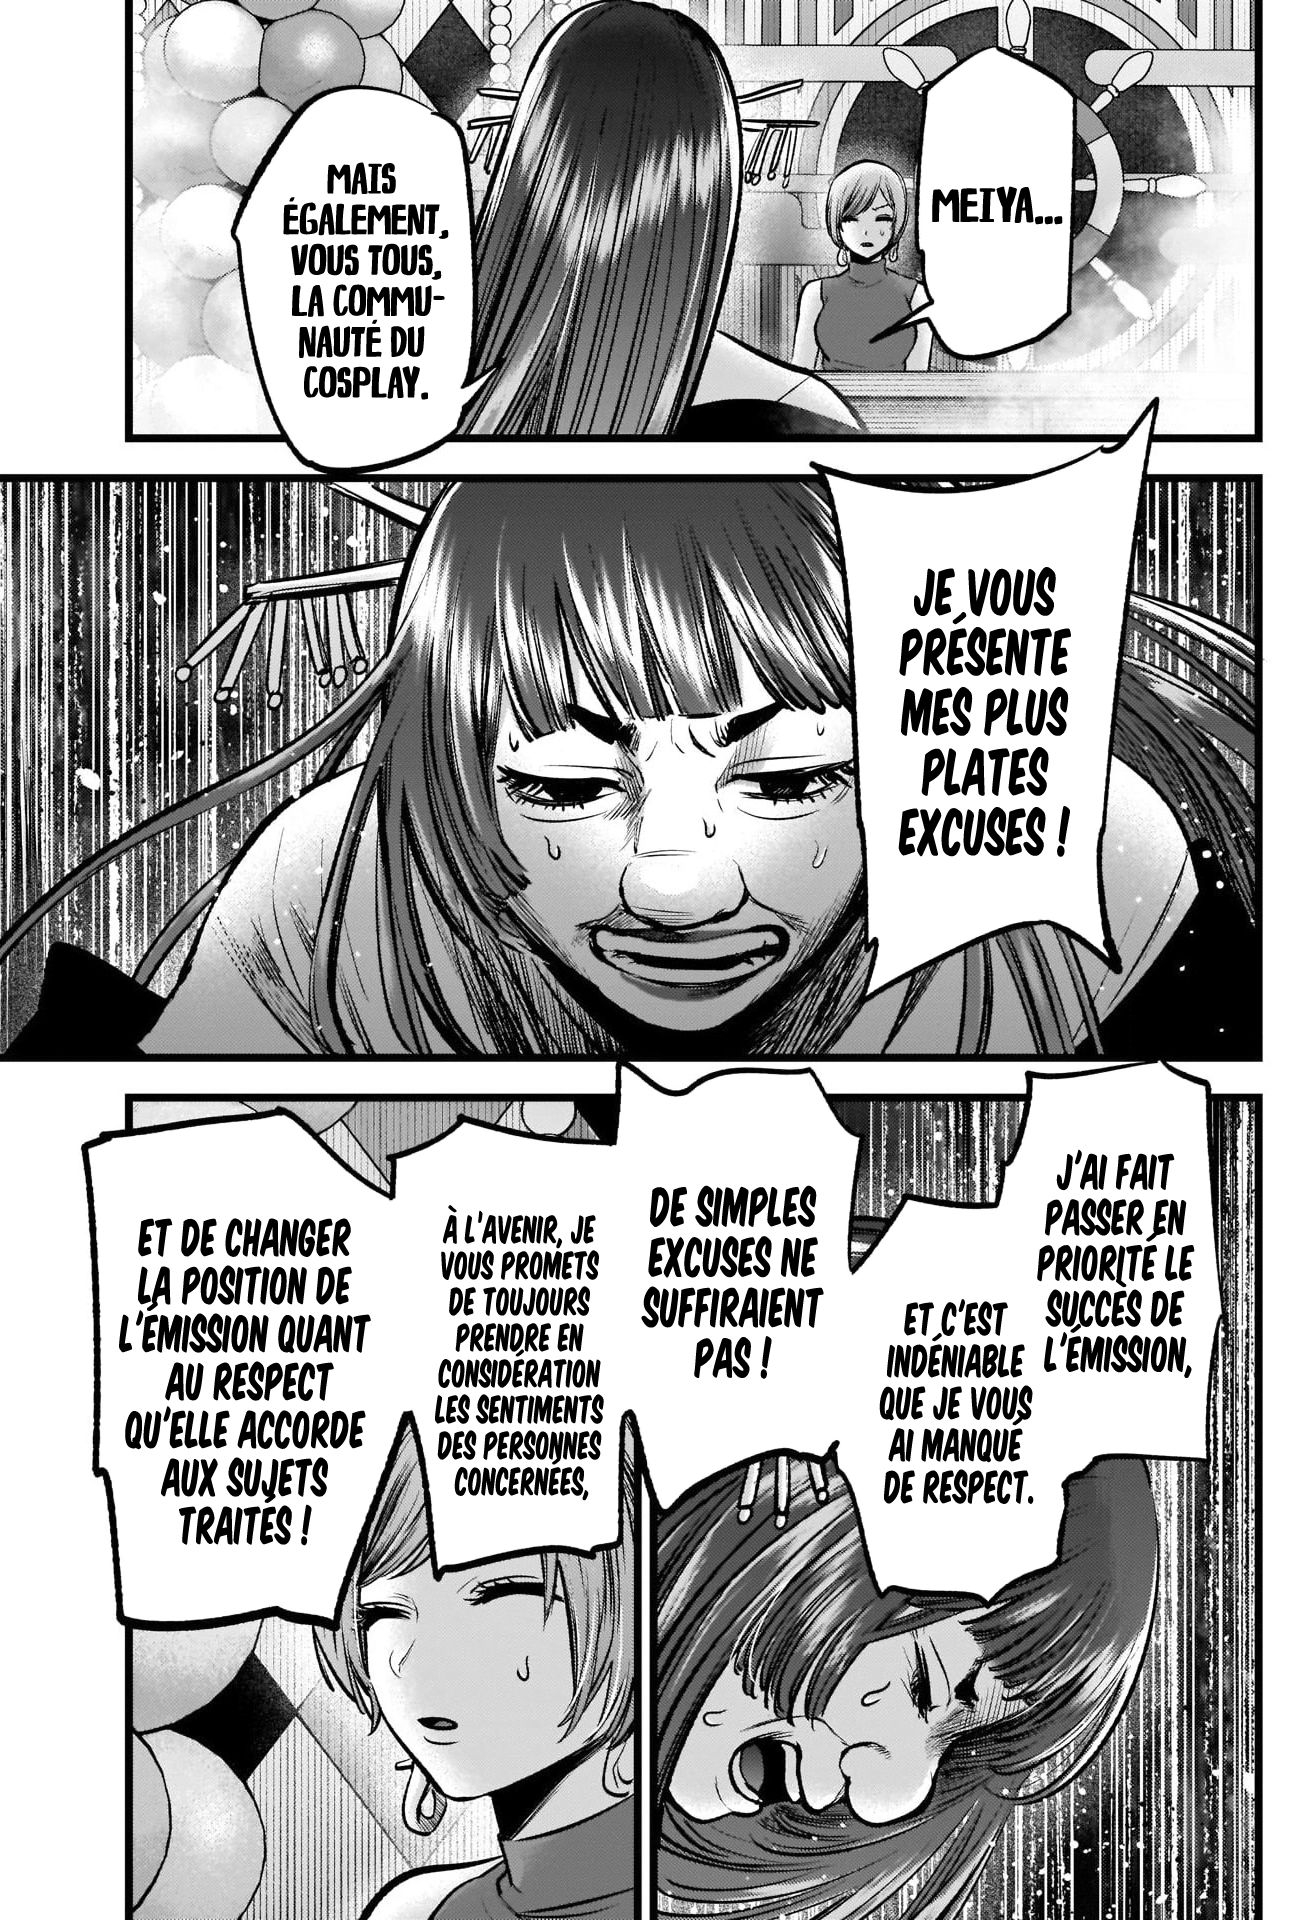 MEIYA...
MAIS
ÉGALEMENT,
VOUS TOUS,
LA COMMU-
NAUTÉ DU
COSPLAY.
JE VOUS
PRÉSENTE
MES PLUS
PLATES
EXCUSES !
J'AI FAIT
PASSER EN
PRIORITÉ LE
SUCCÈS DE
L'ÉMISSION,
ET C'EST
INDÉNIABLE
QUE JE VOUS
AI MANQUÉ
DE RESPECT.
DE SIMPLES
EXCUSES NE
SUFFIRAIENT
PAS !
À L'AVENIR, JE
VOUS PROMETS
DE TOUJOURS
PRENDRE EN
CONSIDÉRATION
LES SENTIMENTS
DES PERSONNES
CONCERNÉES,
ET DE CHANGER
LA POSITION DE
L'ÉMISSION QUANT
AU RESPECT
QU'ELLE ACCORDE
AUX SUJETS
TRAITÉS !